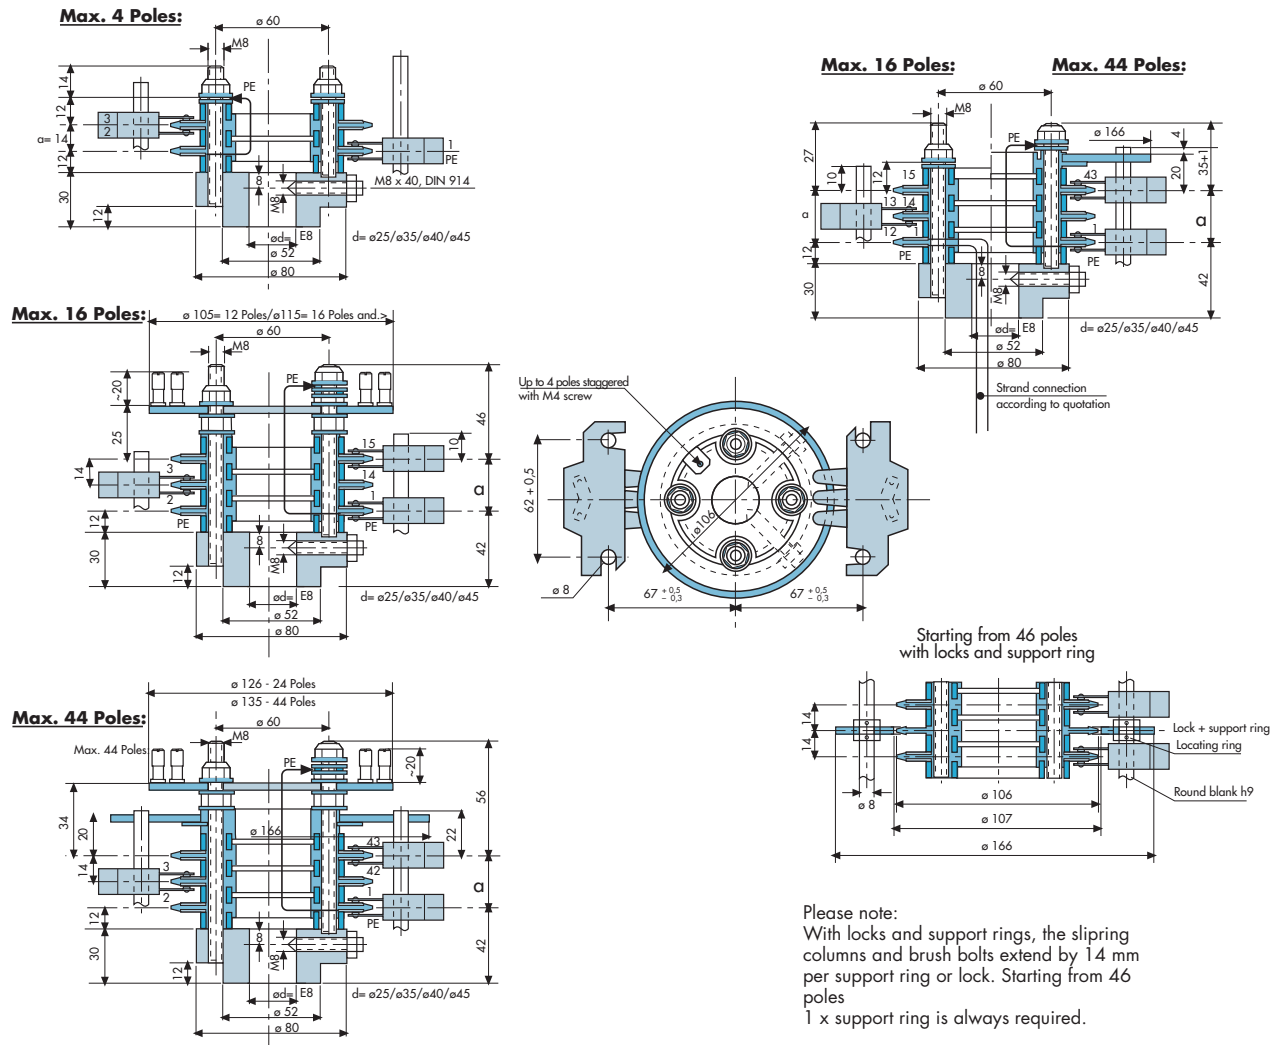 Max. 4 Poles:
ø 60
M8
PE
14
12
a= 14
12
30
12
3
2
1
PE
8
M8
M8 x 40, DIN 914
ød= E8
d= ø25/ø35/ø40/ø45
ø 52
ø 80
Max. 16 Poles:
Max. 44 Poles:
ø 60
M8
PE
ø 166
4
27
10
12
15
43
20
35+1
a
13 14
12 1
1
a
12
PE
PE
8
30
M8
42
ød= E8
d= ø25/ø35/ø40/ø45
ø 52
ø 80
Strand connection
according to quotation
Max. 16 Poles:
ø 105= 12 Poles/ø115= 16 Poles and.>
ø 60
M8
~20
PE
25
46
15
10
14
3
14
2
1
a
12
PE
PE
8
30
M8
42
12
ød= E8
d= ø25/ø35/ø40/ø45
ø 52
ø 80
Up to 4 poles staggered
with M4 screw
62 + 0,5
ø106
ø 8
67 + 0,5
− 0,3
67 + 0,5
− 0,3
ø 126 - 24 Poles
ø 135 - 44 Poles
Max. 44 Poles:
ø 60
M8
Max. 44 Poles
PE
~20
56
34
20
ø 166
22
43
14
3
42
2
1
a
12
PE
8
30
M8
42
12
ød= E8
d= ø25/ø35/ø40/ø45
ø 52
ø 80
Starting from 46 poles
with locks and support ring
14
14
Lock + support ring
Locating ring
Round blank h9
ø 8
ø 106
ø 107
ø 166
Please note:
With locks and support rings, the slipring
columns and brush bolts extend by 14 mm
per support ring or lock. Starting from 46
poles
1 x support ring is always required.